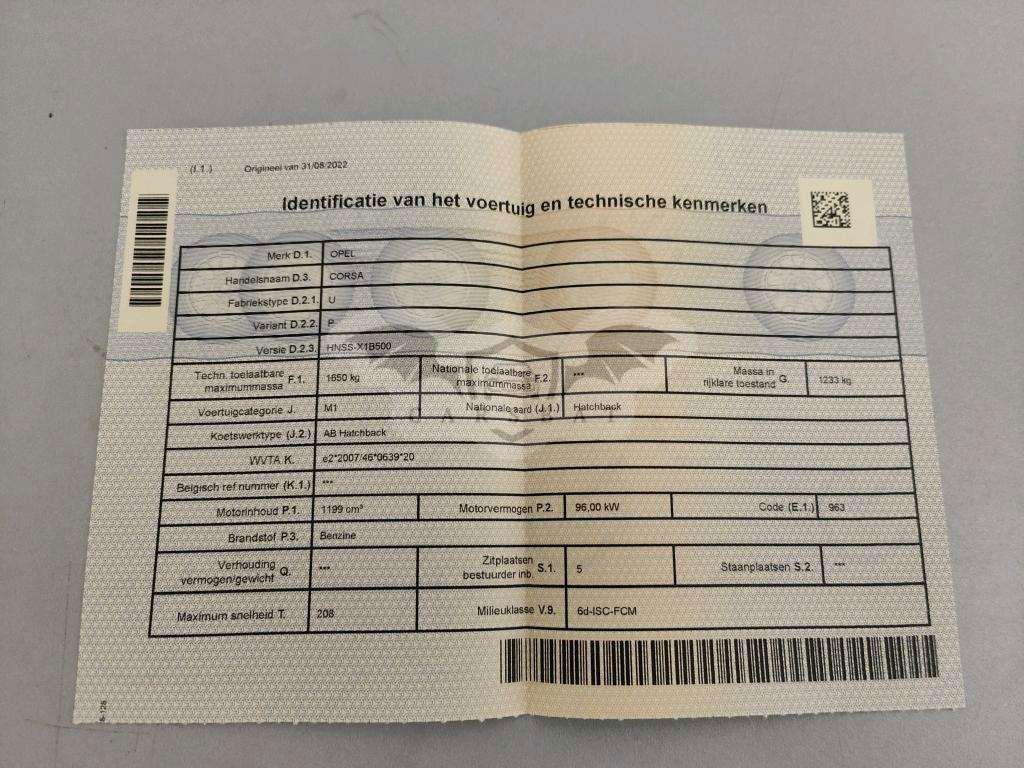 (I.1.) Origineel van 31/08/2022
Identificatie van het voertuig en technische kenmerken
Merk D.1. OPEL
Handelsnaam D.3. CORSA
Fabriekstype D.2.1. U
Variant D.2.2. P
Versie D.2.3. HNSS-X1B500
Techn. toelaatbare maximummassa F.1. 1650 kg Nationale toelaatbare maximummassa F.2. *** Massa in rijklare toestand G. 1233 kg
Voertuigcategorie J. M1 Nationale aard (J.1.) Hatchback
Koetswerktype (J.2.) AB Hatchback
WVTA K. e2*2007/46*0639*20
Belgisch ref.nummer (K.1.) ***
Motorinhoud P.1. 1199 cm³ Motorvermogen P.2. 96,00 kW Code (E.1.) 963
Brandstof P.3. Benzine
Verhouding vermogen/gewicht Q. *** Zitplaatsen bestuurder inb. S.1. 5 Staanplaatsen S.2. ***
Maximum snelheid T. 208 Milieuklasse V.9. 6d-ISC-FCM